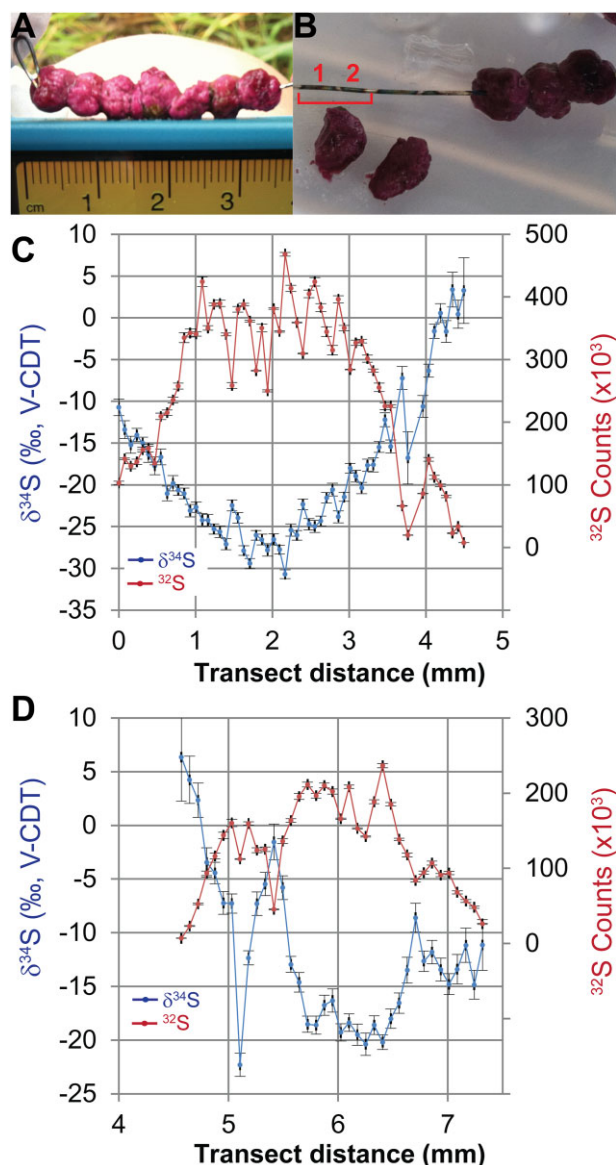 A
cm 1 2 3
B
1 2
C
10
5
0
-5
-10
-15
-20
-25
-30
-35
500
400
300
200
100
0
δ³⁴S (‰, V-CDT)
³²S Counts (x10³)
δ³⁴S
³²S
0 1 2 3 4 5
Transect distance (mm)
D
10
5
0
-5
-10
-15
-20
-25
300
200
100
0
δ³⁴S (‰, V-CDT)
³²S Counts (x10³)
δ³⁴S
³²S
4 5 6 7
Transect distance (mm)